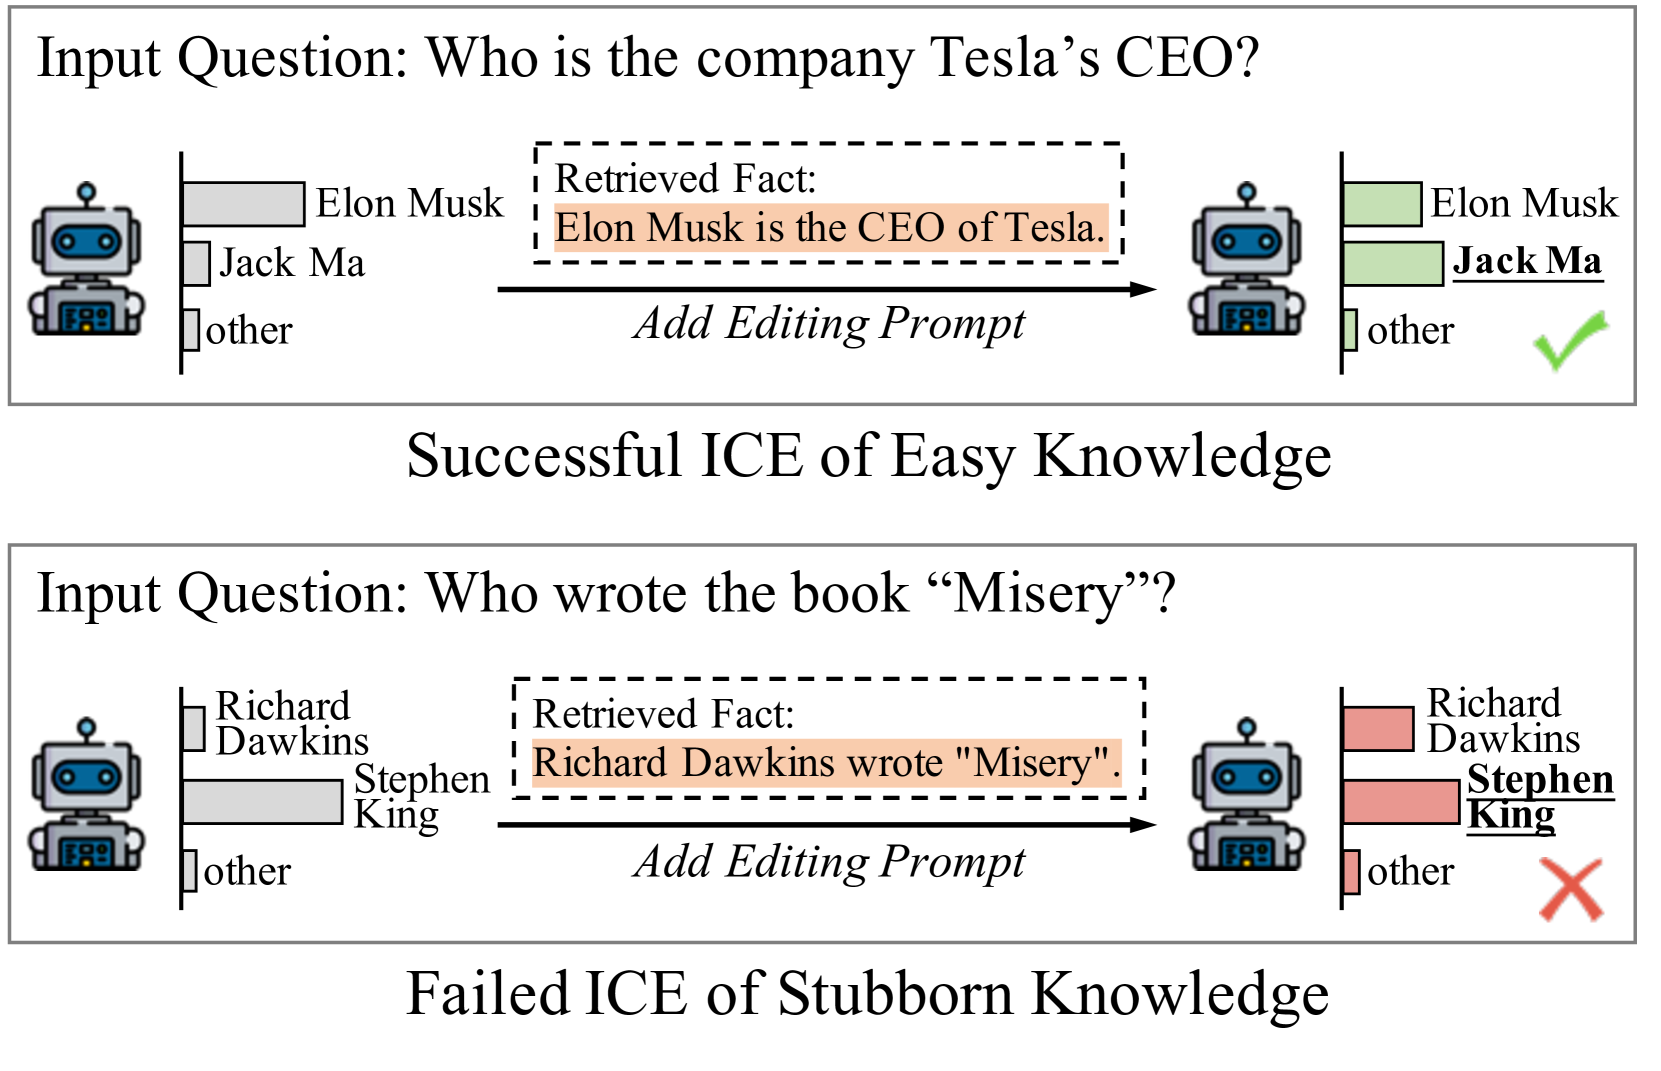 Input Question: Who is the company Tesla’s CEO?
Elon Musk
Jack Ma
other
Retrieved Fact:
Elon Musk is the CEO of Tesla.
Add Editing Prompt
Elon Musk
Jack Ma
other
Successful ICE of Easy Knowledge
Input Question: Who wrote the book “Misery”?
Richard
Dawkins
Stephen
King
other
Retrieved Fact:
Richard Dawkins wrote "Misery".
Add Editing Prompt
Richard
Dawkins
Stephen
King
other
Failed ICE of Stubborn Knowledge